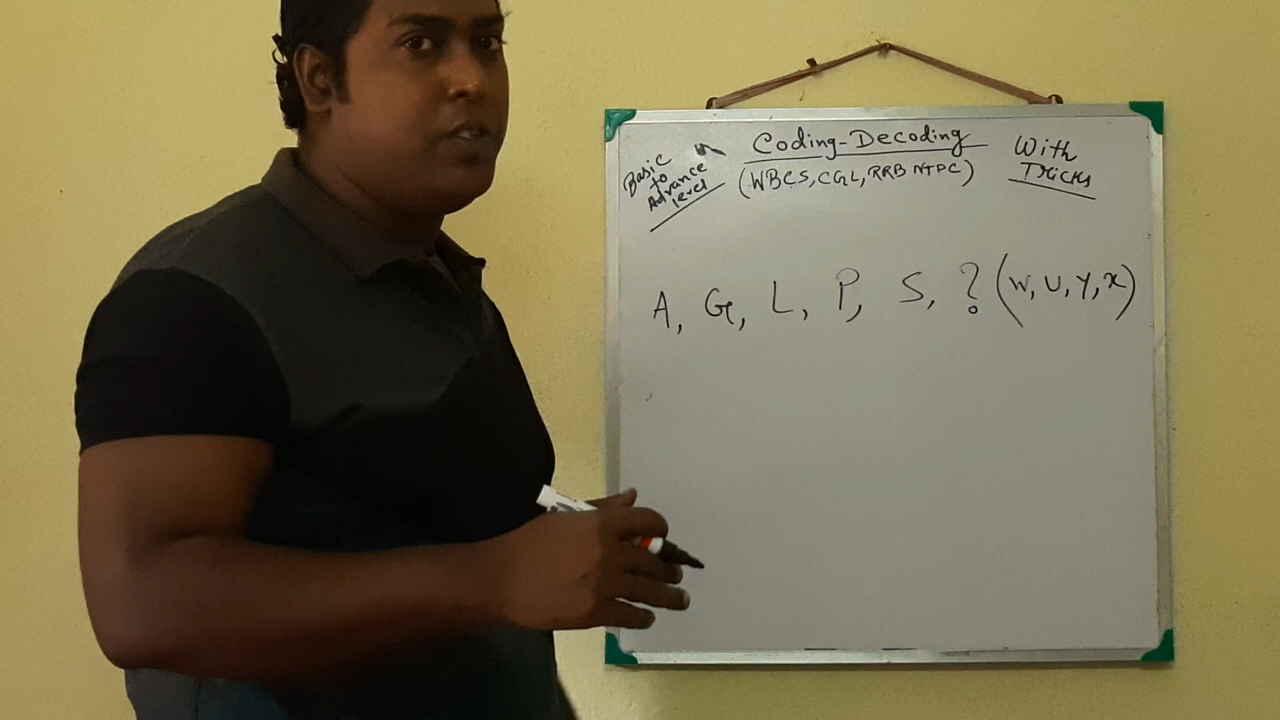 Basic
to
Advance
level
Coding-Decoding
(WBCS, CGL, RRB NTPC)
With
Tricks
A, G, L, P, S, ? (W, U, Y, X)